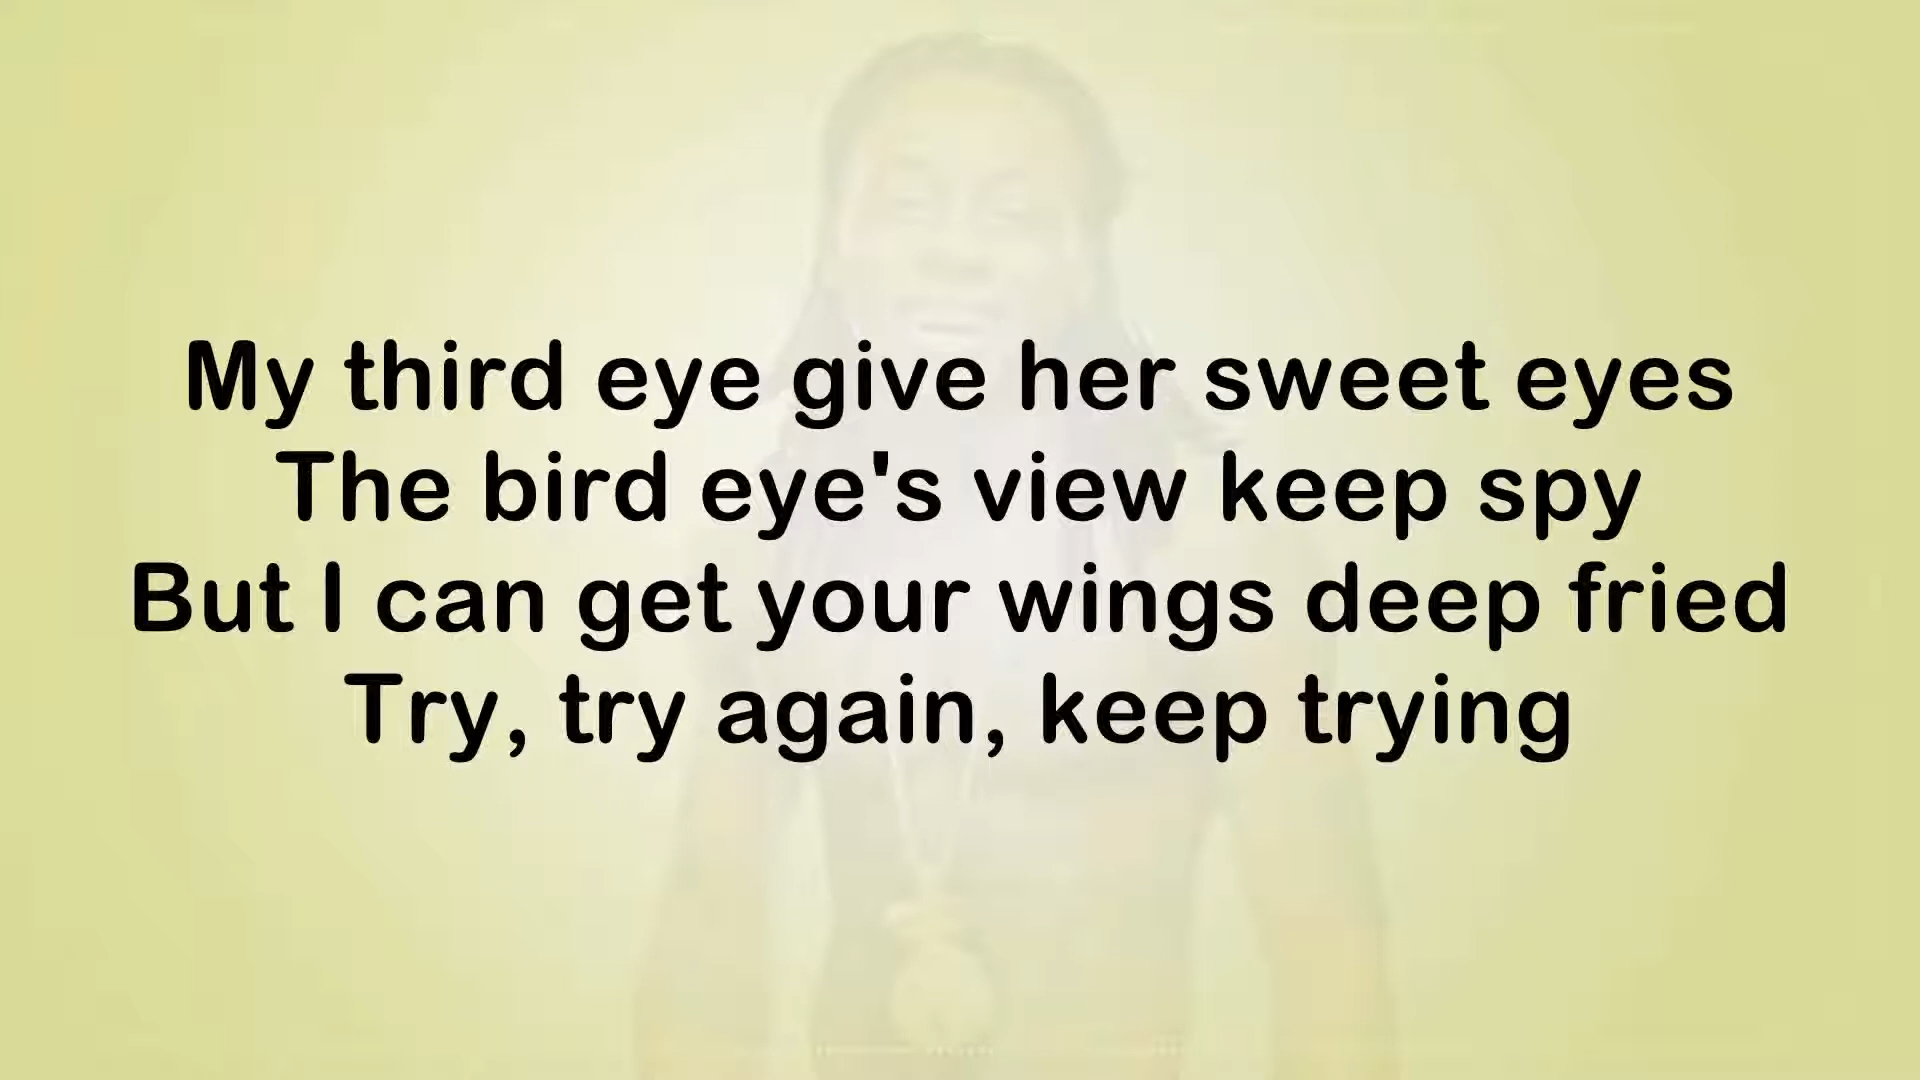 My third eye give her sweet eyes
The bird eye's view keep spy
But I can get your wings deep fried
Try, try again, keep trying